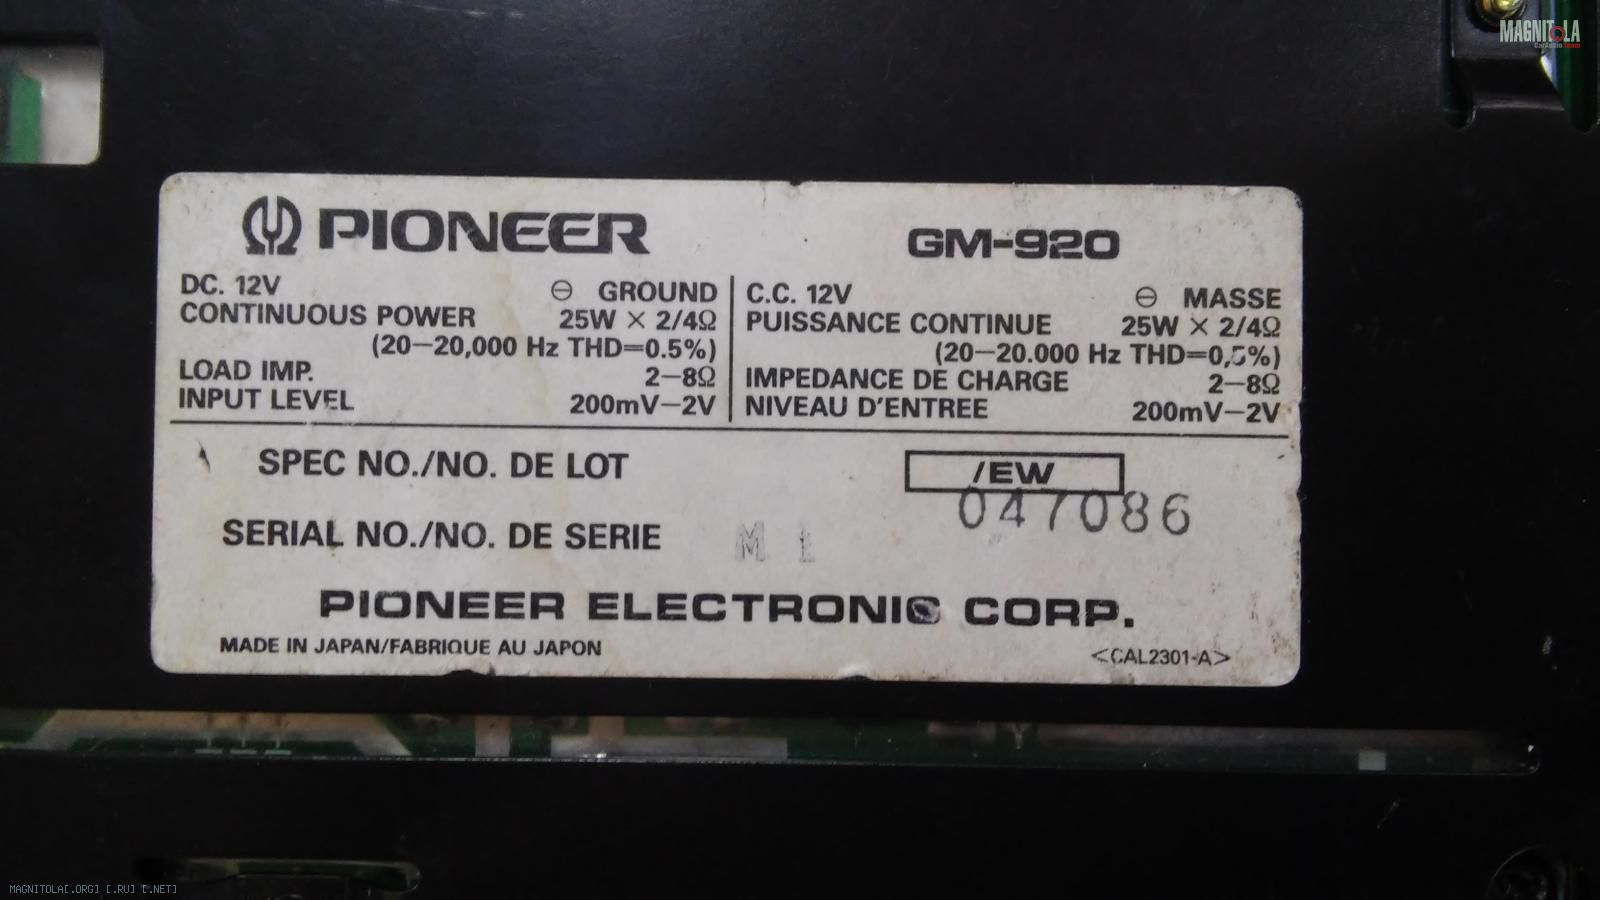 MAGNITOLA
CarAudio Team
PIONEER
GM-920
DC. 12V ⊖ GROUND
CONTINUOUS POWER 25W × 2/4Ω
(20–20,000 Hz THD=0.5%)
LOAD IMP. 2–8Ω
INPUT LEVEL 200mV–2V
C.C. 12V ⊖ MASSE
PUISSANCE CONTINUE 25W × 2/4Ω
(20–20.000 Hz THD=0,5%)
IMPEDANCE DE CHARGE 2–8Ω
NIVEAU D'ENTREE 200mV–2V
SPEC NO./NO. DE LOT /EW
047086
SERIAL NO./NO. DE SERIE M L
PIONEER ELECTRONIC CORP.
MADE IN JAPAN/FABRIQUE AU JAPON
<CAL2301-A>
MAGNITOLA[.ORG] [.RU] [.NET]